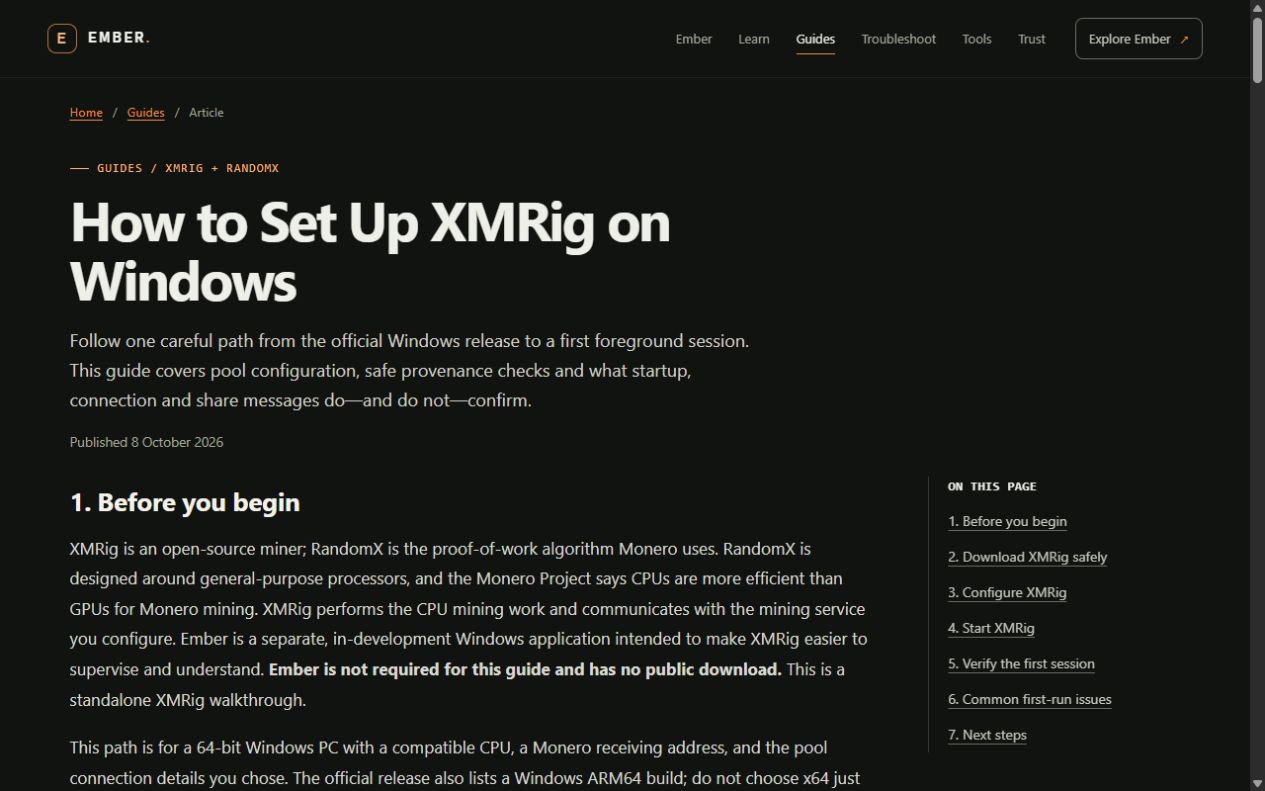 E EMBER.
Ember Learn Guides Troubleshoot Tools Trust Explore Ember ↗
Home / Guides / Article
GUIDES / XMRIG + RANDOMX
How to Set Up XMRig on
Windows
Follow one careful path from the official Windows release to a first foreground session.
This guide covers pool configuration, safe provenance checks and what startup,
connection and share messages do—and do not—confirm.
Published 8 October 2026
1. Before you begin
XMRig is an open-source miner; RandomX is the proof-of-work algorithm Monero uses. RandomX is
designed around general-purpose processors, and the Monero Project says CPUs are more efficient than
GPUs for Monero mining. XMRig performs the CPU mining work and communicates with the mining service
you configure. Ember is a separate, in-development Windows application intended to make XMRig easier to
supervise and understand. Ember is not required for this guide and has no public download. This is a
standalone XMRig walkthrough.
This path is for a 64-bit Windows PC with a compatible CPU, a Monero receiving address, and the pool
connection details you chose. The official release also lists a Windows ARM64 build; do not choose x64 just
ON THIS PAGE
1. Before you begin
2. Download XMRig safely
3. Configure XMRig
4. Start XMRig
5. Verify the first session
6. Common first-run issues
7. Next steps